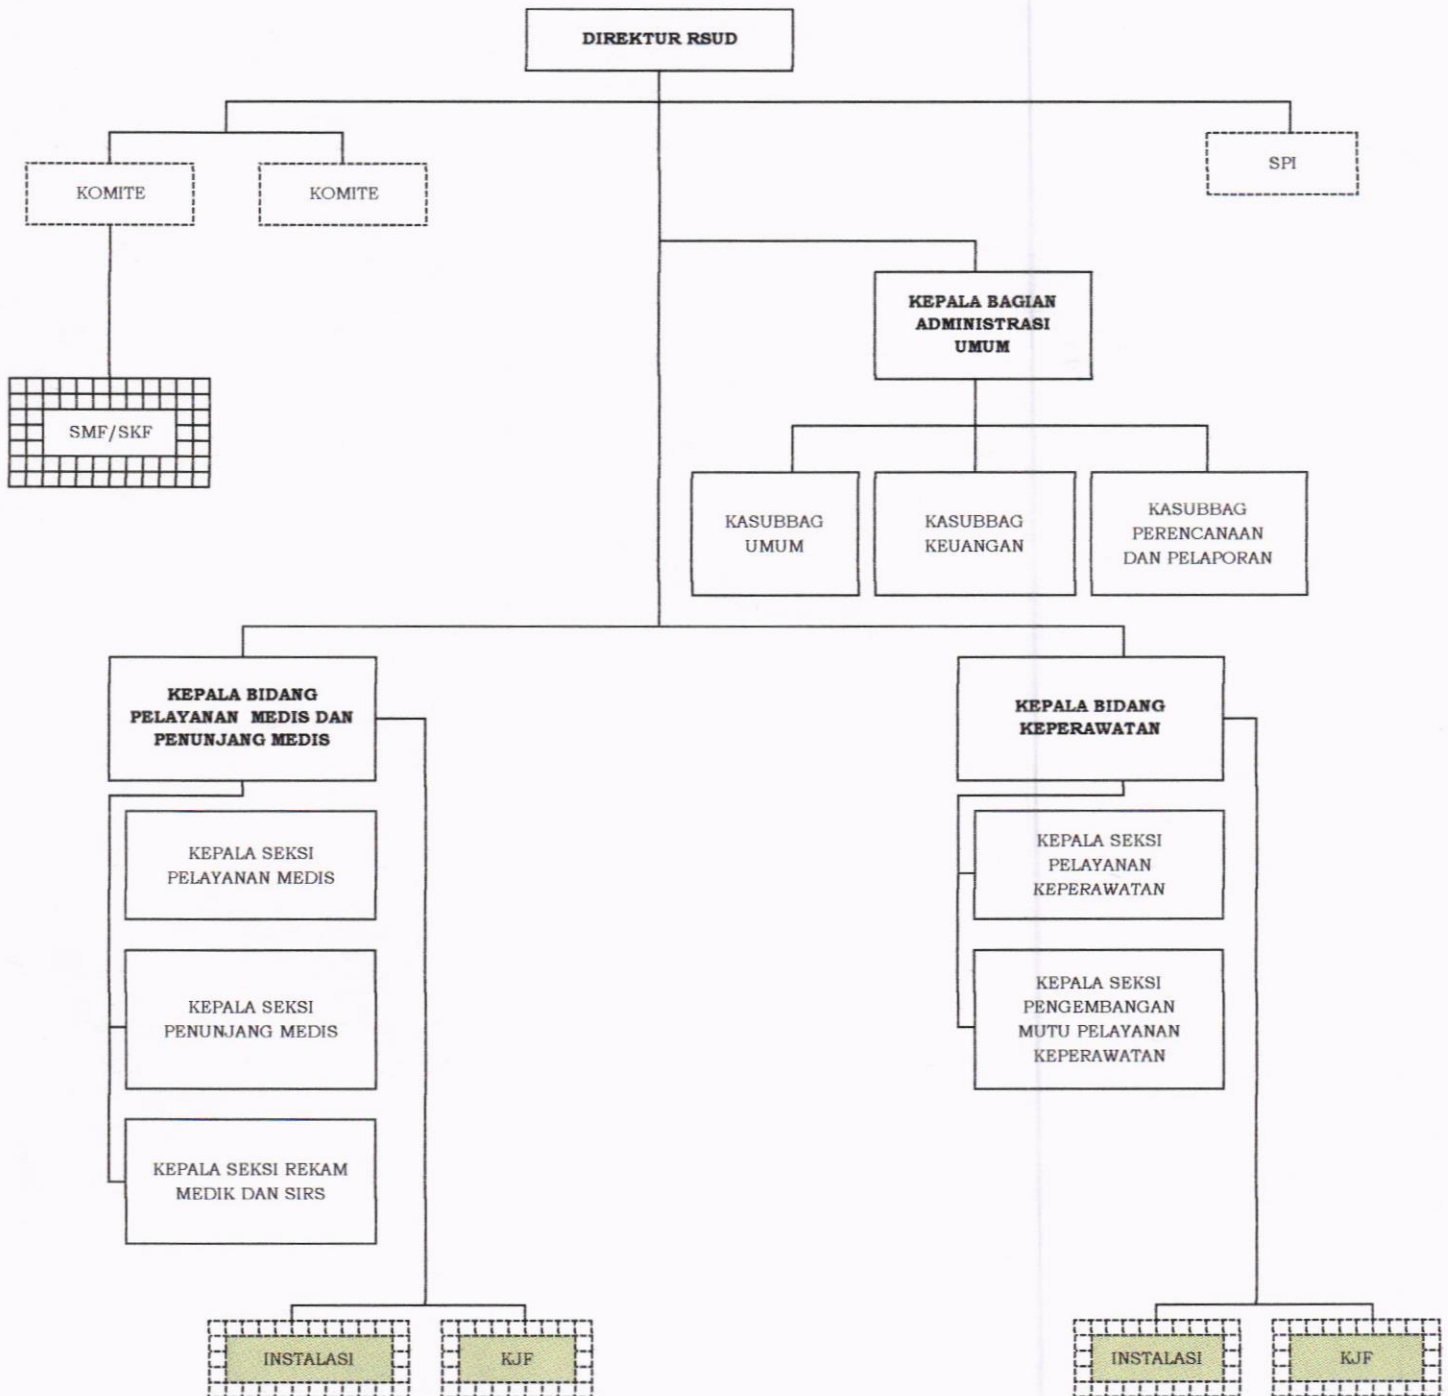 DIREKTUR RSUD
KOMITE
KOMITE
SPI
KEPALA BAGIAN
ADMINISTRASI
UMUM
SMF/SKF
KASUBBAG
UMUM
KASUBBAG
KEUANGAN
KASUBBAG
PERENCANAAN
DAN PELAPORAN
KEPALA BIDANG
PELAYANAN MEDIS DAN
PENUNJANG MEDIS
KEPALA BIDANG
KEPERAWATAN
KEPALA SEKSI
PELAYANAN MEDIS
KEPALA SEKSI
PELAYANAN
KEPERAWATAN
KEPALA SEKSI
PENUNJANG MEDIS
KEPALA SEKSI
PENGEMBANGAN
MUTU PELAYANAN
KEPERAWATAN
KEPALA SEKSI REKAM
MEDIK DAN SIRS
INSTALASI
KJF
INSTALASI
KJF